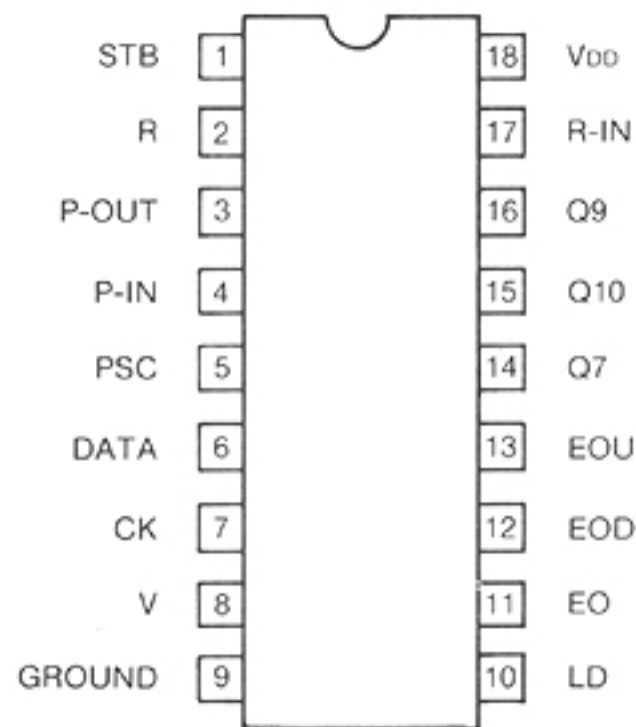 STB 1 18 VDD
R 2 17 R-IN
P-OUT 3 16 Q9
P-IN 4 15 Q10
PSC 5 14 Q7
DATA 6 13 EOU
CK 7 12 EOD
V 8 11 EO
GROUND 9 10 LD